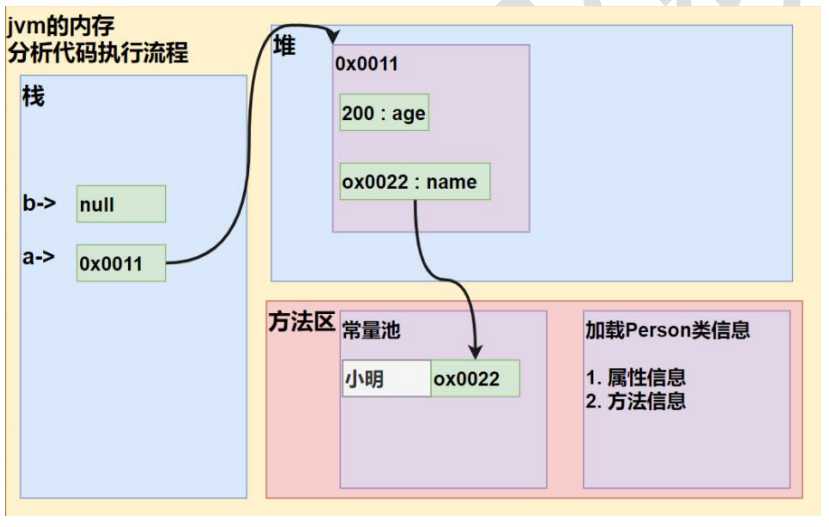 jvm的内存
分析代码执行流程
栈
b-> null
a-> 0x0011
堆
0x0011
200 : age
ox0022 : name
方法区
常量池
小明 ox0022
加载Person类信息
1. 属性信息
2. 方法信息